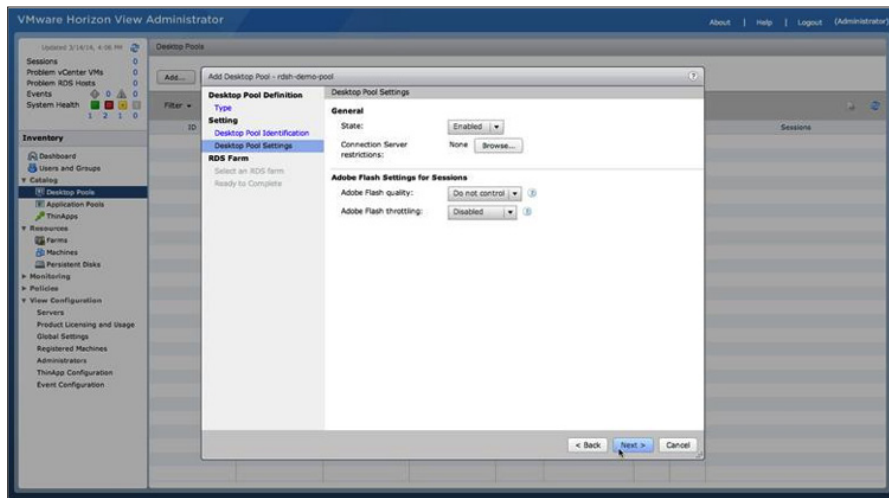 VMware Horizon View Administrator
About | Help | Logout (Administrator)
Updated 3/14/14, 4:08 PM
Sessions 0
Problem vCenter VMs 0
Problem RDS Hosts 0
Events 0 0
System Health
1 2 1 0
Inventory
Dashboard
Users and Groups
Catalog
Desktop Pools
Application Pools
ThinApps
Resources
Farms
Machines
Persistent Disks
Monitoring
Policies
View Configuration
Servers
Product Licensing and Usage
Global Settings
Registered Machines
Administrators
ThinApp Configuration
Event Configuration
Desktop Pools
Add...
Filter
ID
Sessions
Add Desktop Pool - rdsh-demo-pool
Desktop Pool Definition
Type
Setting
Desktop Pool Identification
Desktop Pool Settings
RDS Farm
Select an RDS farm
Ready to Complete
Desktop Pool Settings
General
State: Enabled
Connection Server restrictions: None Browse...
Adobe Flash Settings for Sessions
Adobe Flash quality: Do not control
Adobe Flash throttling: Disabled
< Back Next > Cancel